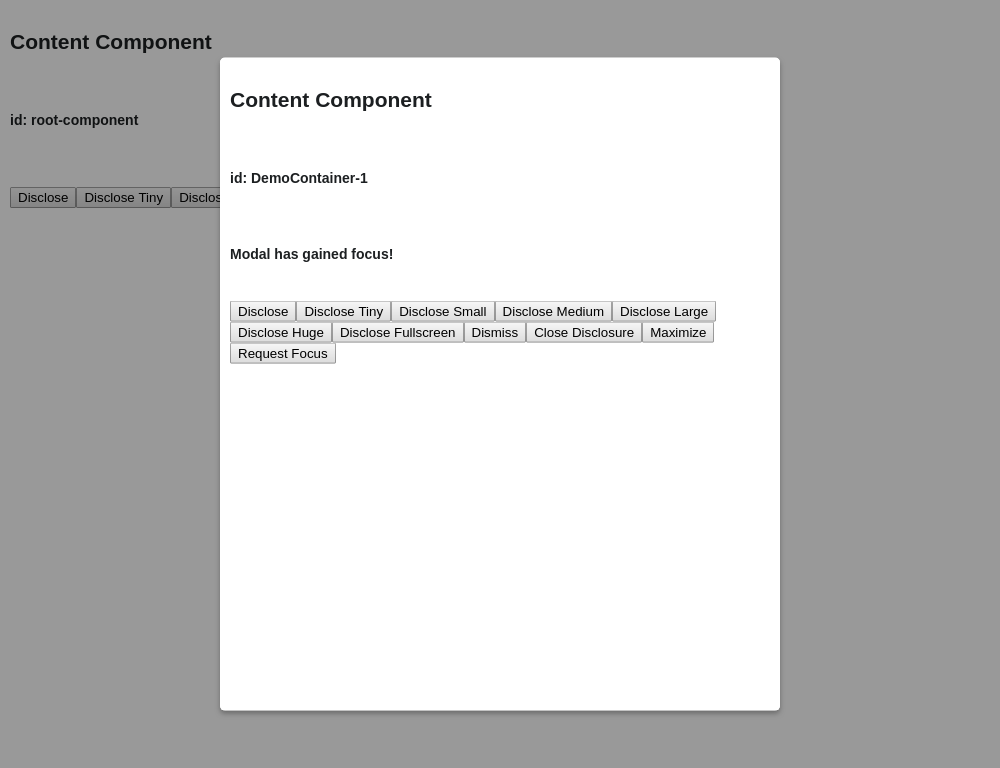 Content Component
id: root-component
Disclose Disclose Tiny
Content Component
id: DemoContainer-1
Modal has gained focus!
Disclose Disclose Tiny Disclose Small Disclose Medium Disclose Large
Disclose Huge Disclose Fullscreen Dismiss Close Disclosure Maximize
Request Focus